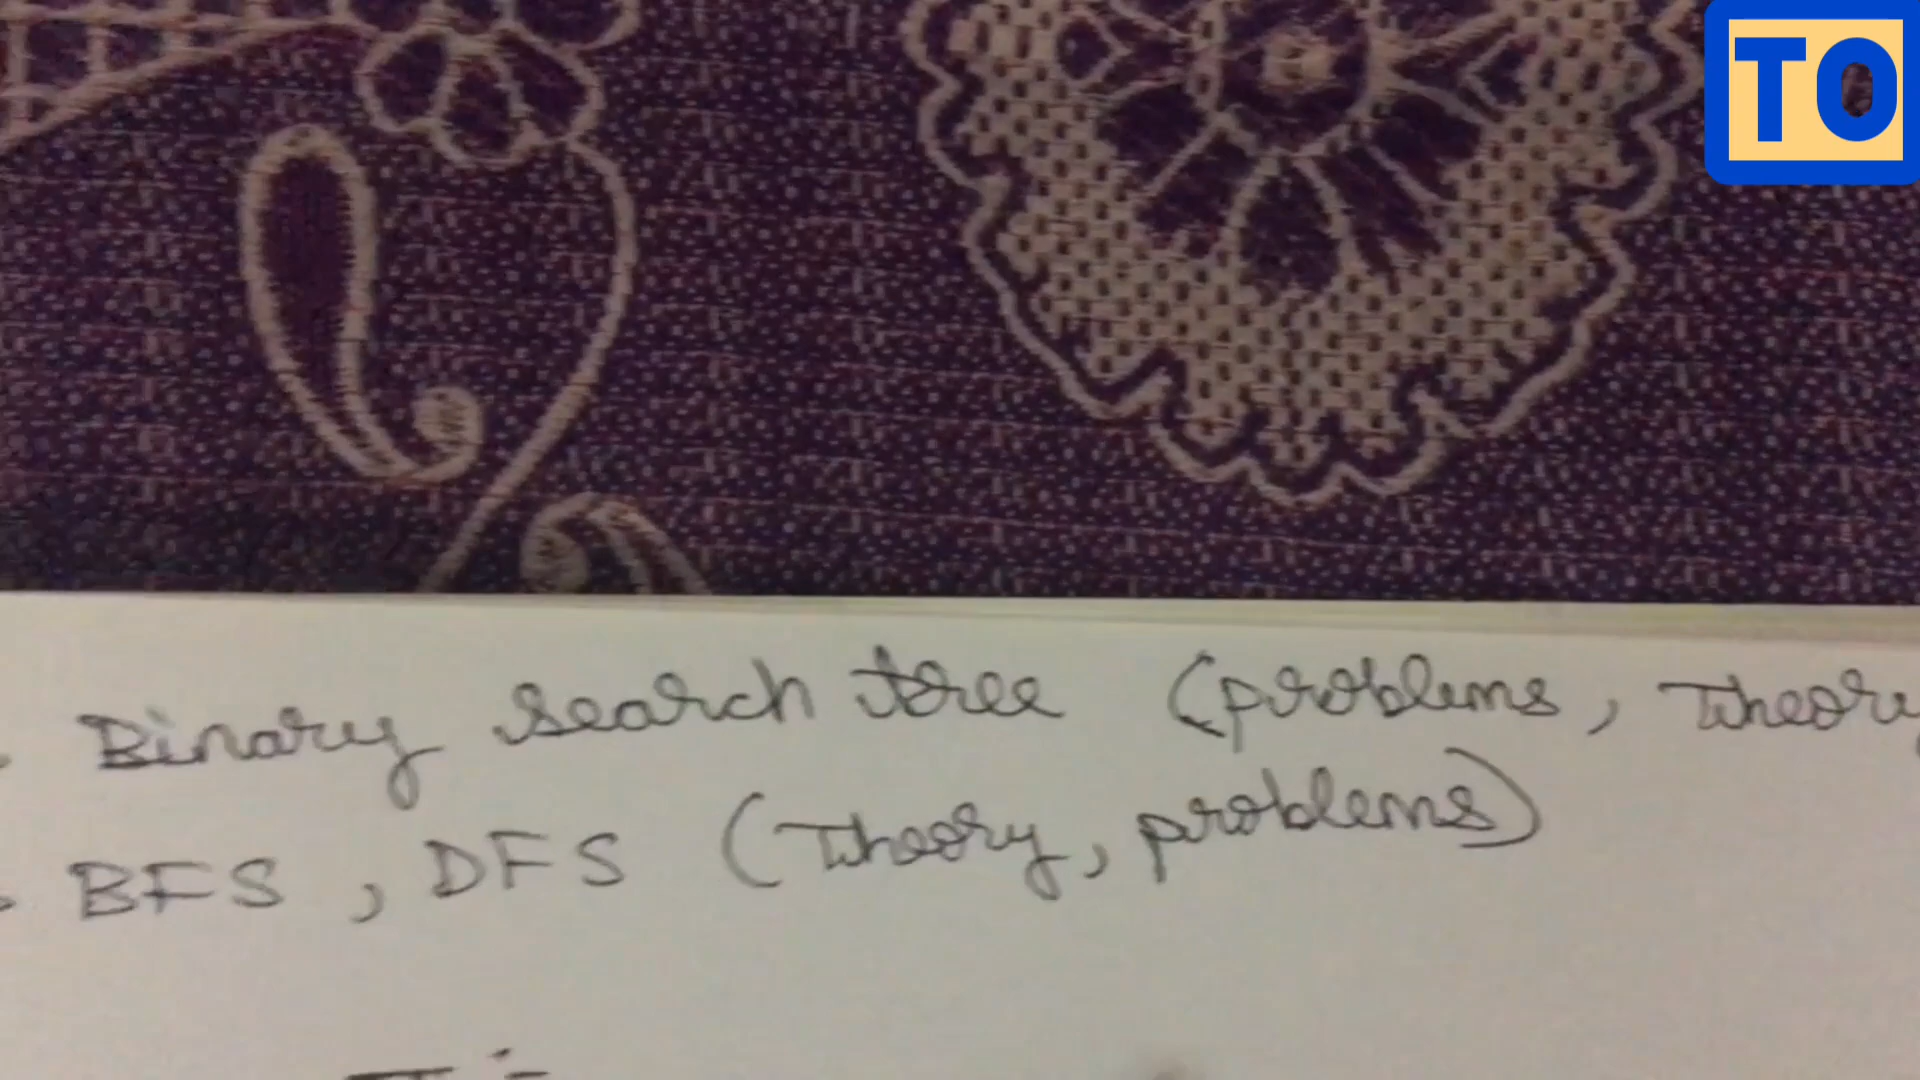 TO
Binary search tree (problems, Theory
BFS, DFS (Theory, problems)